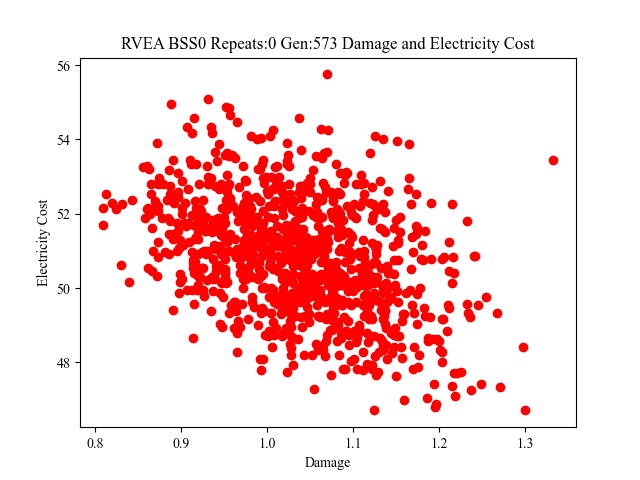 RVEA BSS0 Repeats:0 Gen:573 Damage and Electricity Cost
56
54
52
50
48
Electricity Cost
0.8 0.9 1.0 1.1 1.2 1.3
Damage